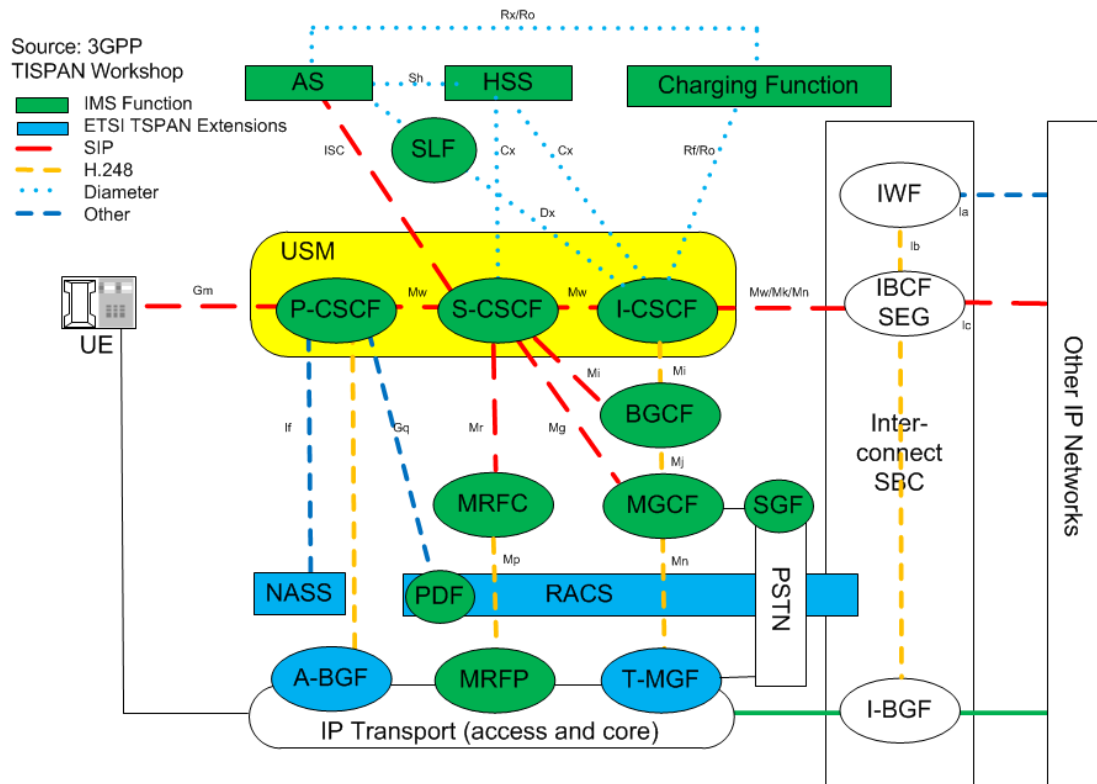 Rx/Ro
Source: 3GPP
TISPAN Workshop
IMS Function
ETSI TSPAN Extensions
SIP
H.248
Diameter
Other
AS
Sh
HSS
Charging Function
SLF
ISC
Cx
Cx
Rf/Ro
Dx
IWF
Ia
Ib
USM
UE
Gm
P-CSCF
Mw
S-CSCF
Mw
I-CSCF
Mw/Mk/Mn
IBCF
SEG
Ic
If
Gq
Mr
Mg
Mi
Mi
BGCF
Mj
Inter-
connect
SBC
Other IP Networks
MRFC
MGCF
SGF
Mp
Mn
NASS
PDF
RACS
PSTN
A-BGF
MRFP
T-MGF
I-BGF
IP Transport (access and core)